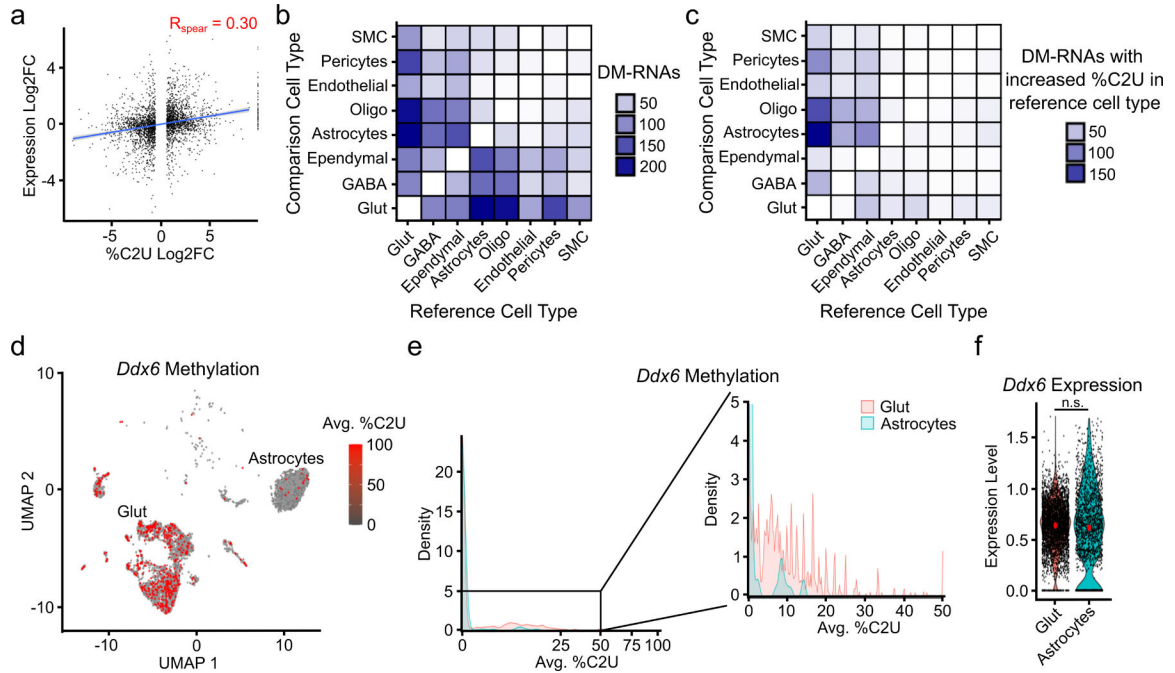 a
R_spear = 0.30
Expression Log2FC
4
0
-4
-5
0
5
%C2U Log2FC
b
Comparison Cell Type
SMC
Pericytes
Endothelial
Oligo
Astrocytes
Ependymal
GABA
Glut
Glut
GABA
Ependymal
Astrocytes
Oligo
Endothelial
Pericytes
SMC
Reference Cell Type
DM-RNAs
50
100
150
200
c
Comparison Cell Type
SMC
Pericytes
Endothelial
Oligo
Astrocytes
Ependymal
GABA
Glut
Glut
GABA
Ependymal
Astrocytes
Oligo
Endothelial
Pericytes
SMC
Reference Cell Type
DM-RNAs with
increased %C2U in
reference cell type
50
100
150
d
Ddx6 Methylation
UMAP 2
10
0
-10
Astrocytes
Glut
-10
0
10
UMAP 1
Avg. %C2U
100
50
0
e
Ddx6 Methylation
Density
20
15
10
5
0
0
25
50
75
100
Avg. %C2U
Density
5
4
3
2
1
0
0
10
20
30
40
50
Avg. %C2U
Glut
Astrocytes
f
Ddx6 Expression
n.s.
Expression Level
1.5
1.0
0.5
0.0
Glut
Astrocytes